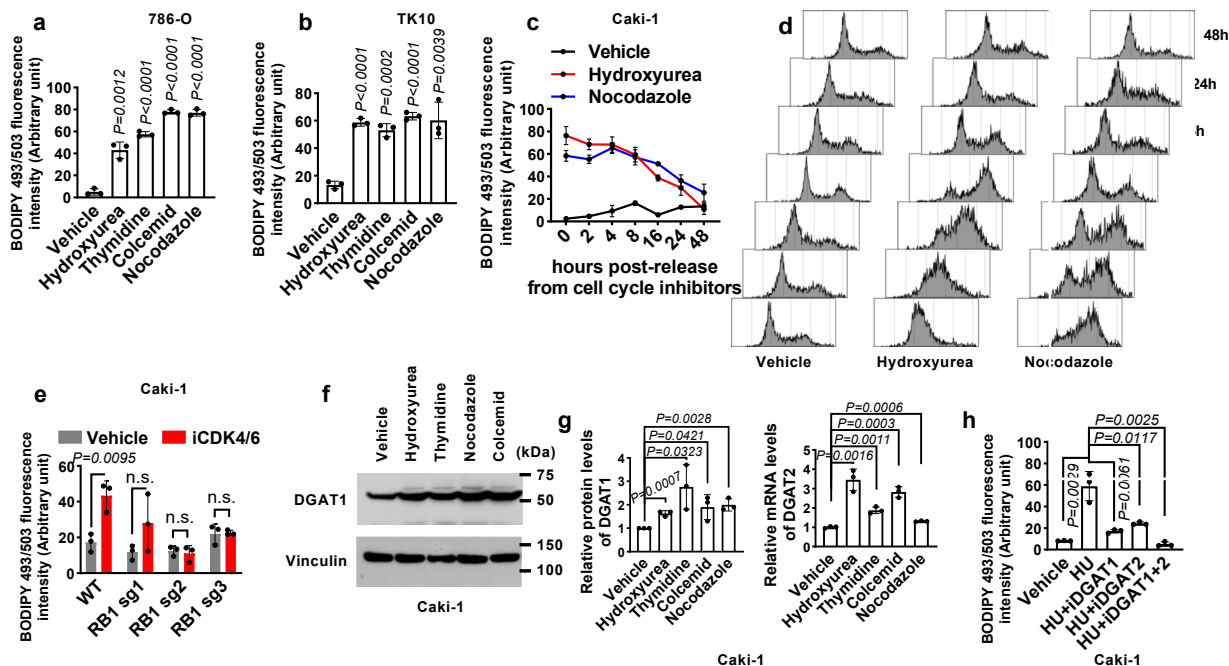 a
786-O
BODIPY 493/503 fluorescence
intensity (Arbitrary unit)
100
80
60
40
20
0
P=0.0012
P<0.0001
P<0.0001
P<0.0001
Vehicle
Hydroxyurea
Thymidine
Colcemid
Nocodazole
b
TK10
BODIPY 493/503 fluorescence
intensity (Arbitrary unit)
100
80
60
40
20
0
P<0.0001
P=0.0002
P<0.0001
P=0.0039
Vehicle
Hydroxyurea
Thymidine
Colcemid
Nocodazole
c
Caki-1
Vehicle
Hydroxyurea
Nocodazole
BODIPY 493/503 fluorescence
intensity (Arbitrary unit)
100
80
60
40
20
0
0
2
4
8
16
24
48
hours post-release
from cell cycle inhibitors
d
48h
24h
h
Vehicle
Hydroxyurea
Nocodazole
e
Caki-1
Vehicle
iCDK4/6
BODIPY 493/503 fluorescence
intensity (Arbitrary unit)
60
40
20
0
P=0.0095
n.s.
n.s.
n.s.
WT
RB1 sg1
RB1 sg2
RB1 sg3
f
Vehicle
Hydroxyurea
Thymidine
Nocodazole
Colcemid
(kDa)
DGAT1
75
50
Vinculin
150
100
Caki-1
g
Relative protein levels
of DGAT1
5
4
3
2
1
0
P=0.0028
P=0.0421
P=0.0323
P=0.0007
Vehicle
Hydroxyurea
Thymidine
Colcemid
Nocodazole
Relative mRNA levels
of DGAT2
5
4
3
2
1
0
P=0.0006
P=0.0003
P=0.0011
P=0.0016
Vehicle
Hydroxyurea
Thymidine
Colcemid
Nocodazole
Caki-1
h
BODIPY 493/503 fluorescence
intensity (Arbitrary unit)
100
80
60
40
20
0
P=0.0025
P=0.0117
P=0.0029
P=0.0061
Vehicle
HU
HU+iDGAT1
HU+iDGAT2
HU+iDGAT1+2
Caki-1